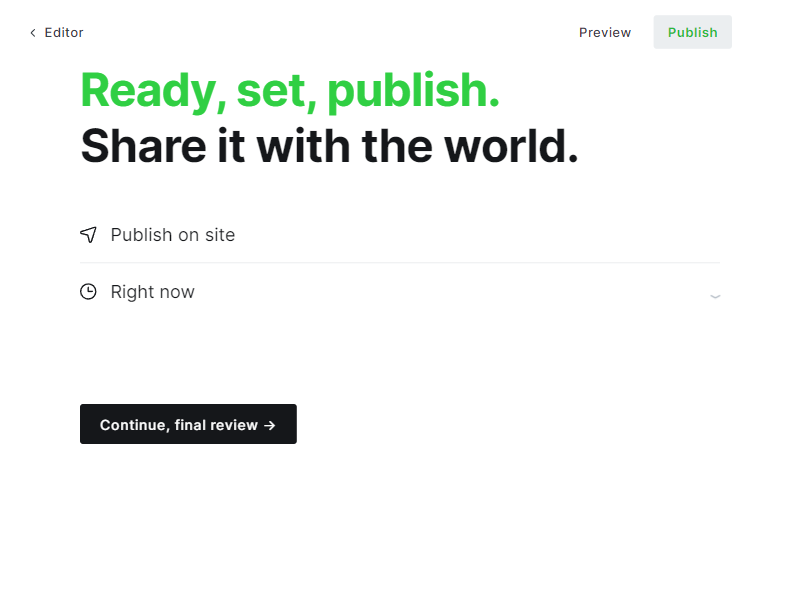 Editor
Preview
Publish
Ready, set, publish.
Share it with the world.
Publish on site
Right now
Continue, final review →